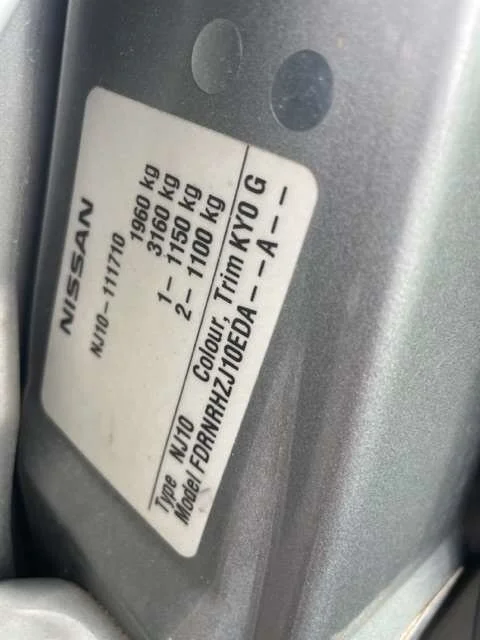 NISSAN
NJ10-111710
1960 kg
3160 kg
1- 1150 kg
2- 1100 kg
Type NJ10 Colour, Trim KY0 G
Model FDRNRHZJ10EDA--A--